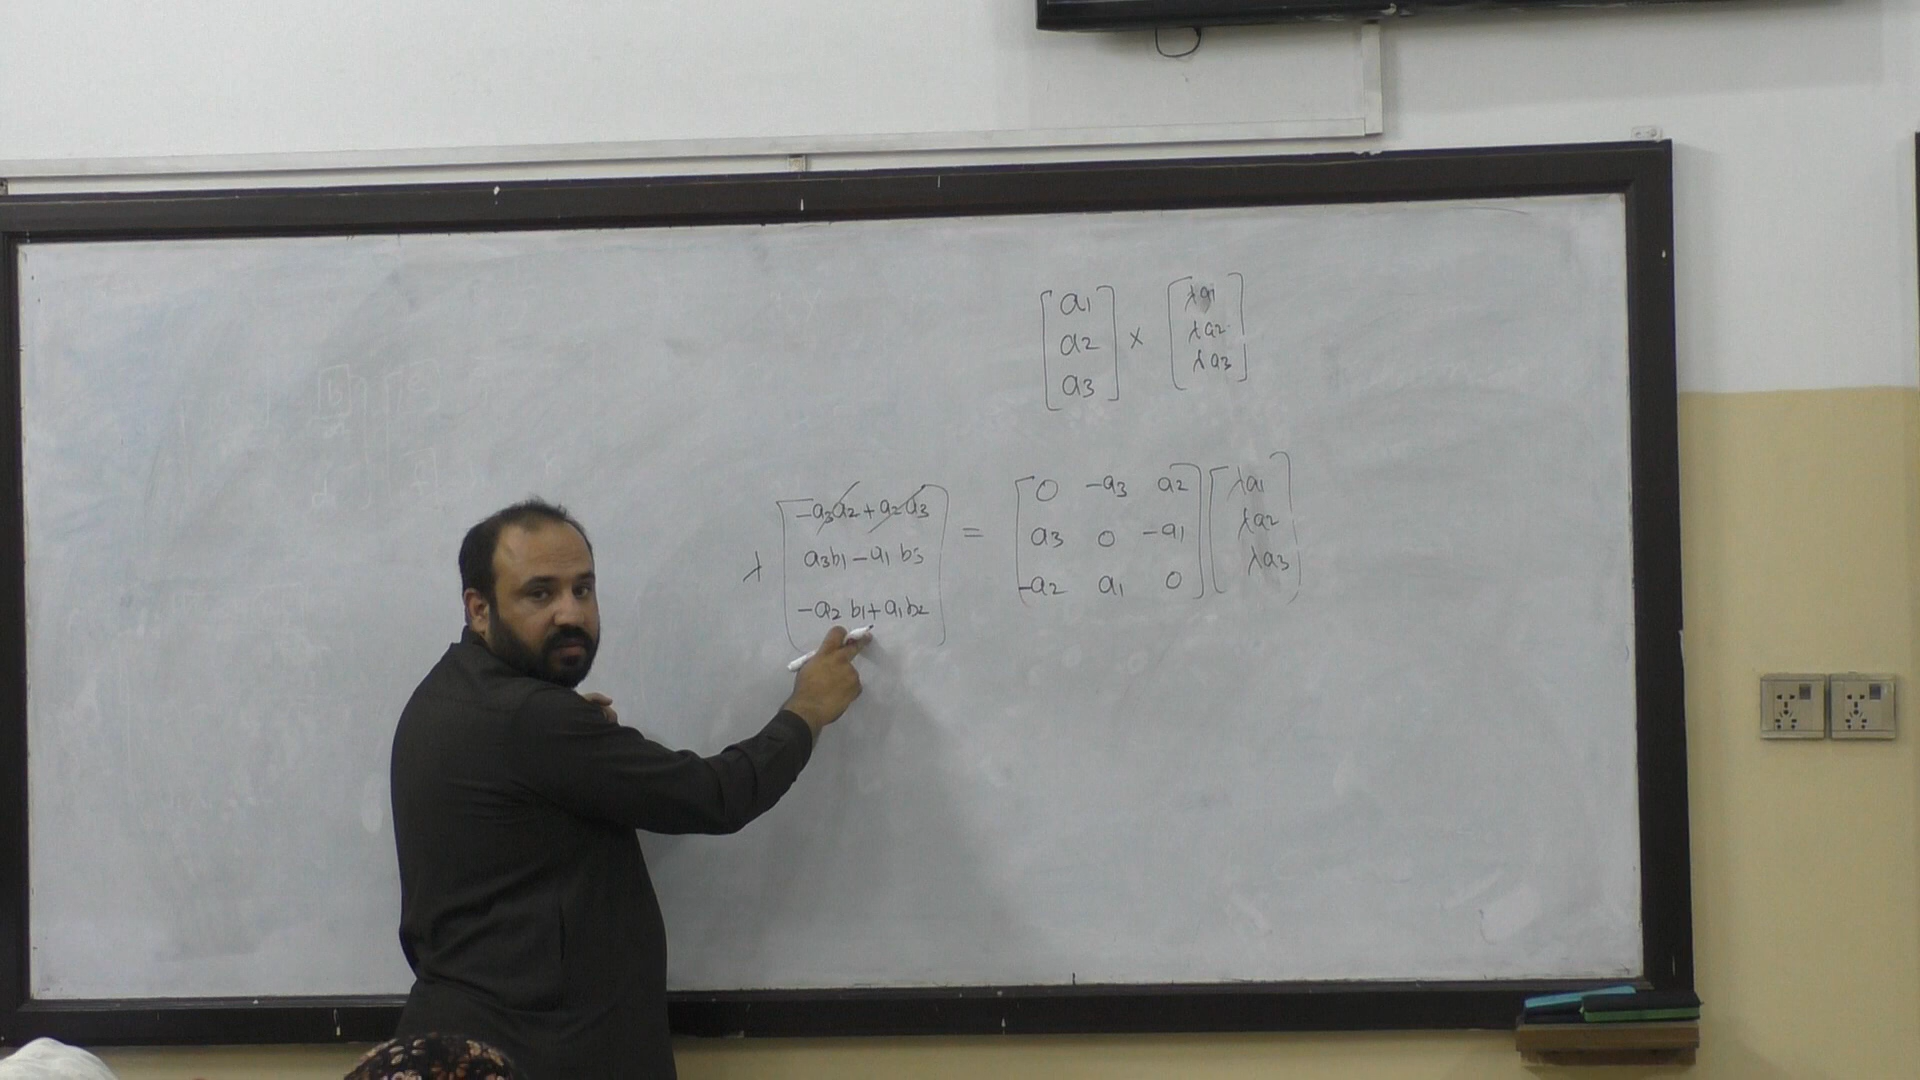 [a1 a2 a3] × [λa1 λa2 λa3]
λ [-a3a2+a2a3 a3b1-a1b3 -a2b1+a1b2] = [0 -a3 a2 a3 0 -a1 -a2 a1 0] [λa1 λa2 λa3]